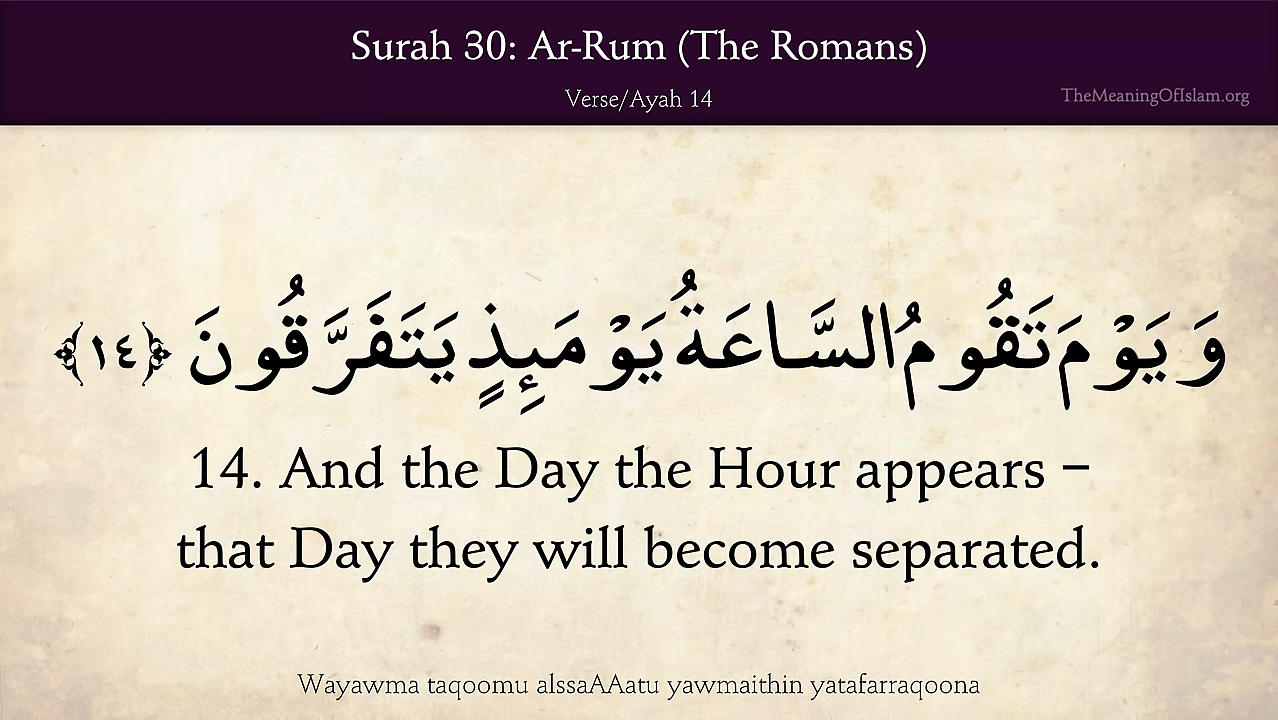 Surah 30: Ar-Rum (The Romans)
Verse/Ayah 14
TheMeaningOfIslam.org
وَيَوْمَ تَقُومُ السَّاعَةُ يَوْمَئِذٍ يَتَفَرَّقُونَ ﴿١٤﴾
14. And the Day the Hour appears –
that Day they will become separated.
Wayawma taqoomu alssaAAatu yawmaithin yatafarraqoona